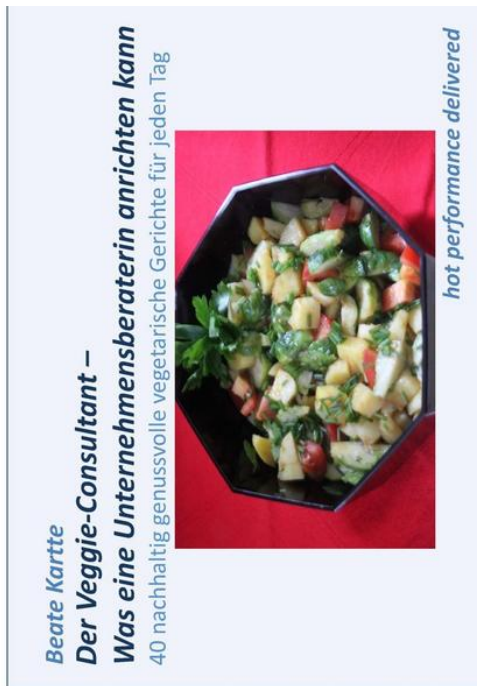 Beate Kartte
Der Veggie-Consultant –
Was eine Unternehmensberaterin anrichten kann
40 nachhaltig genussvolle vegetarische Gerichte für jeden Tag
hot performance delivered